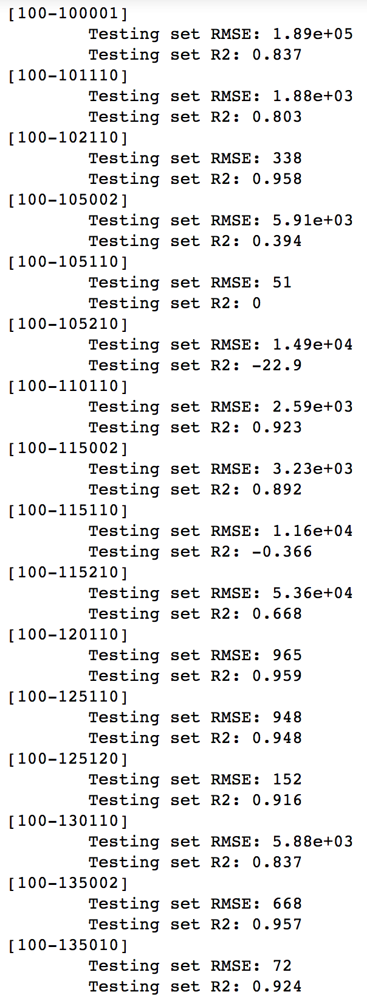 [100-100001]
Testing set RMSE: 1.89e+05
Testing set R2: 0.837
[100-101110]
Testing set RMSE: 1.88e+03
Testing set R2: 0.803
[100-102110]
Testing set RMSE: 338
Testing set R2: 0.958
[100-105002]
Testing set RMSE: 5.91e+03
Testing set R2: 0.394
[100-105110]
Testing set RMSE: 51
Testing set R2: 0
[100-105210]
Testing set RMSE: 1.49e+04
Testing set R2: -22.9
[100-110110]
Testing set RMSE: 2.59e+03
Testing set R2: 0.923
[100-115002]
Testing set RMSE: 3.23e+03
Testing set R2: 0.892
[100-115110]
Testing set RMSE: 1.16e+04
Testing set R2: -0.366
[100-115210]
Testing set RMSE: 5.36e+04
Testing set R2: 0.668
[100-120110]
Testing set RMSE: 965
Testing set R2: 0.959
[100-125110]
Testing set RMSE: 948
Testing set R2: 0.948
[100-125120]
Testing set RMSE: 152
Testing set R2: 0.916
[100-130110]
Testing set RMSE: 5.88e+03
Testing set R2: 0.837
[100-135002]
Testing set RMSE: 668
Testing set R2: 0.957
[100-135010]
Testing set RMSE: 72
Testing set R2: 0.924